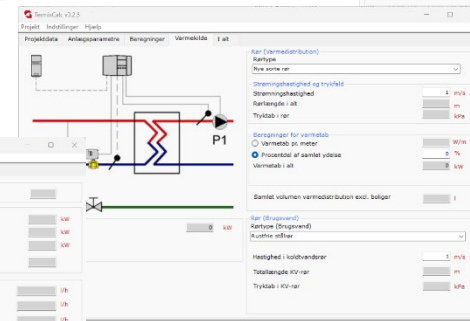 TermixCalc v3.2.5
Projekt Indstillinger Hjælp
Projektdata Anlægsparametre Beregninger Varmekilde I alt
Rør (Varmedistribution)
Rørtype
Nye sorte rør
Strømningshastighed og trykfald
Strømningshastighed 1 m/s
Rørlængde i alt m
Tryktab i rør kPa
Beregninger for varmetab
Varmetab pr. meter W/m
Procentdel af samlet ydelse 0 %
Varmetab i alt 0 kW
Samlet volumen varmedistribution excl. boliger l
Rør (Brugsvand)
Rørtype (Brugsvand)
Rustfrie stålrør
Hastighed i koldtvandsrør 1 m/s
Totallængde KV-rør m
Tryktab i KV-rør kPa
P1
0 kW
kW
kW
kW
l/h
l/h
l/h